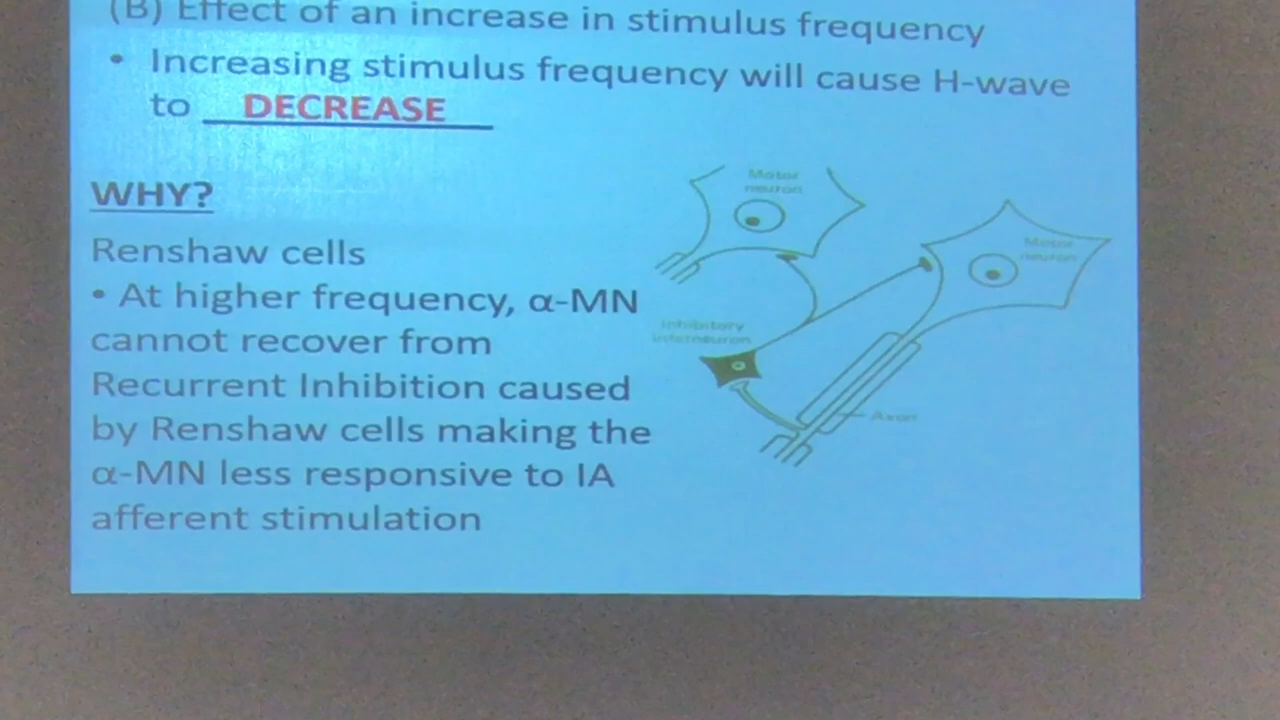 (B) Effect of an increase in stimulus frequency
• Increasing stimulus frequency will cause H-wave
to DECREASE
WHY?
Renshaw cells
• At higher frequency, α-MN
cannot recover from
Recurrent Inhibition caused
by Renshaw cells making the
α-MN less responsive to IA
afferent stimulation
Motor
neuron
Motor
neuron
Inhibitory
interneuron
Axon